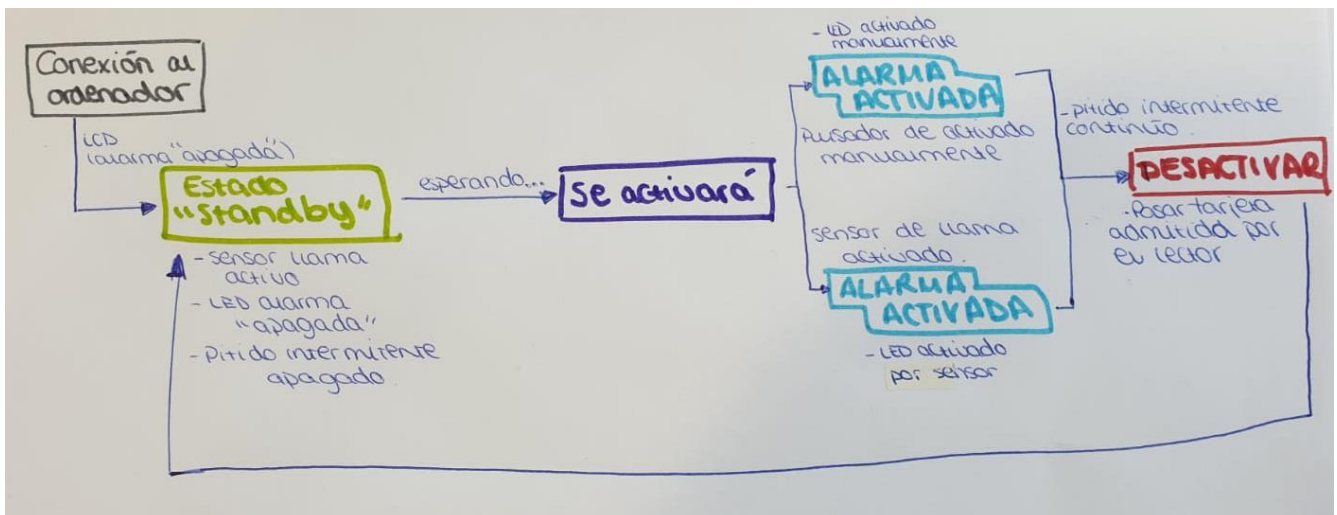 Conexión al
ordenador
LCD
(alarma "apagada")
Estado
"standby"
- sensor llama
activo
- LED alarma
"apagada"
- Pitido intermitente
apagado.
esperando...
Se activará
- LED activado
manualmente
ALARMA
ACTIVADA
Pulsador de activado
manualmente
sensor de llama
activado.
ALARMA
ACTIVADA
- LED activado
por sensor
- pitido intermitente
continuo.
DESACTIVAR
- Pasar tarjeta
admitida por
el lector